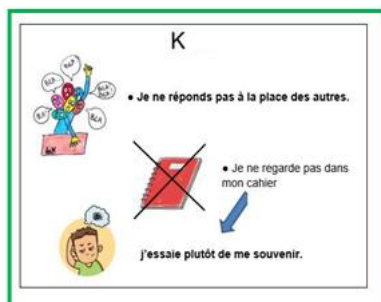 K
● Je ne réponds pas à la place des autres.
● Je ne regarde pas dans
mon cahier
j'essaie plutôt de me souvenir.